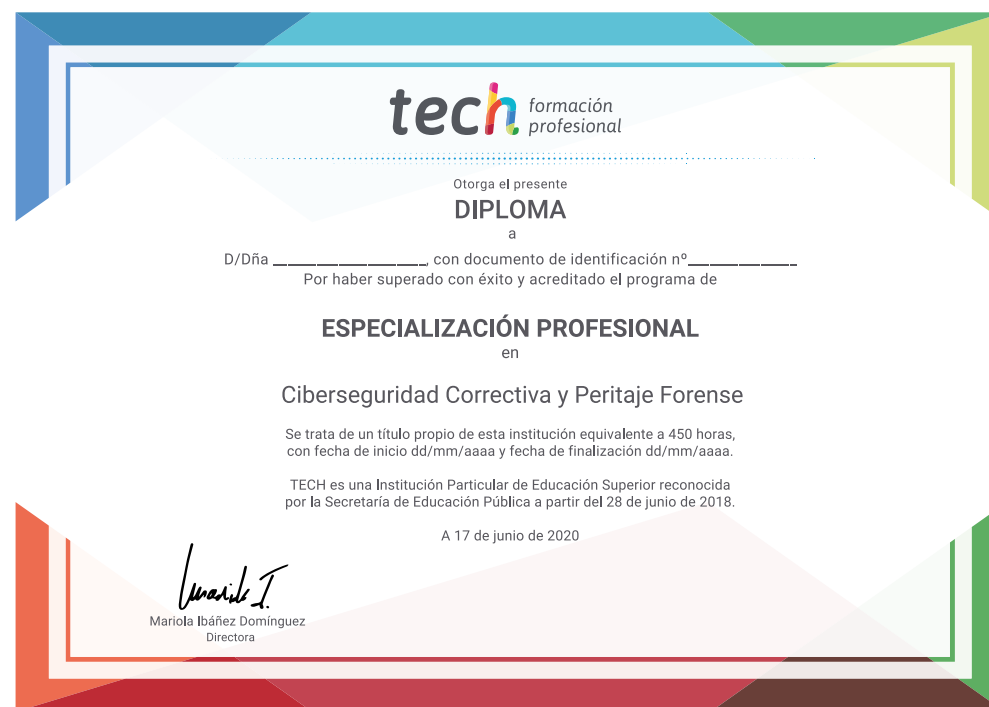 tech formación
profesional
Otorga el presente
DIPLOMA
a
D/Dña ____________________, con documento de identificación nº______________
Por haber superado con éxito y acreditado el programa de
ESPECIALIZACIÓN PROFESIONAL
en
Ciberseguridad Correctiva y Peritaje Forense
Se trata de un título propio de esta institución equivalente a 450 horas,
con fecha de inicio dd/mm/aaaa y fecha de finalización dd/mm/aaaa.
TECH es una Institución Particular de Educación Superior reconocida
por la Secretaría de Educación Pública a partir del 28 de junio de 2018.
A 17 de junio de 2020
Mariola Ibáñez Domínguez
Directora